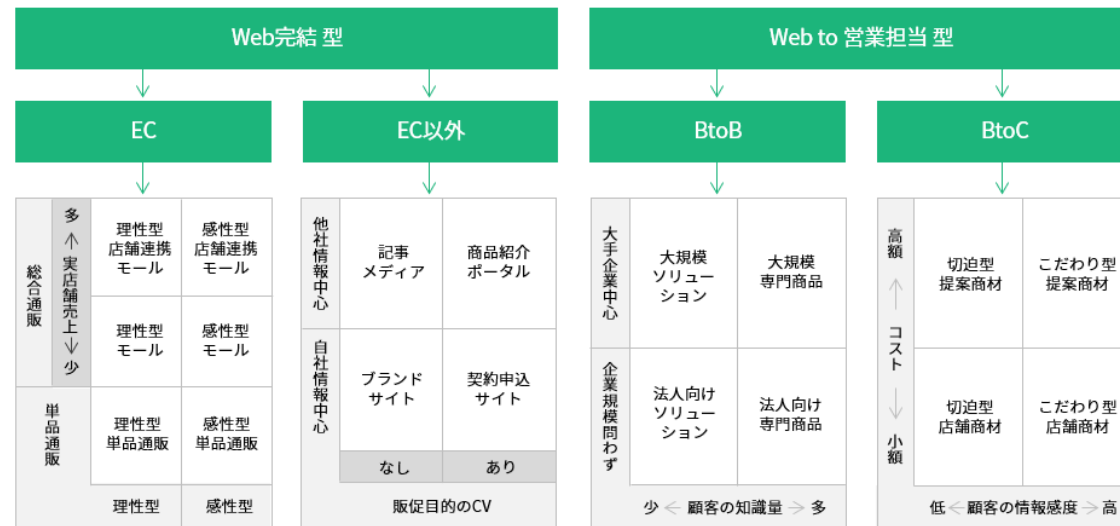 Web完結 型
Web to 営業担当 型
EC
EC以外
BtoB
BtoC
総合通販
多
↑
実店舗売上
↓
少
理性型
店舗連携
モール
感性型
店舗連携
モール
理性型
モール
感性型
モール
単品通販
理性型
単品通販
感性型
単品通販
理性型
感性型
他社情報中心
記事
メディア
商品紹介
ポータル
自社情報中心
ブランド
サイト
契約申込
サイト
なし
あり
販促目的のCV
大手企業中心
大規模
ソリュー
ション
大規模
専門商品
企業規模問わず
法人向け
ソリュー
ション
法人向け
専門商品
少 ← 顧客の知識量 → 多
高額
↑
コスト
↓
小額
切迫型
提案商材
こだわり型
提案商材
切迫型
店舗商材
こだわり型
店舗商材
低 ← 顧客の情報感度 → 高